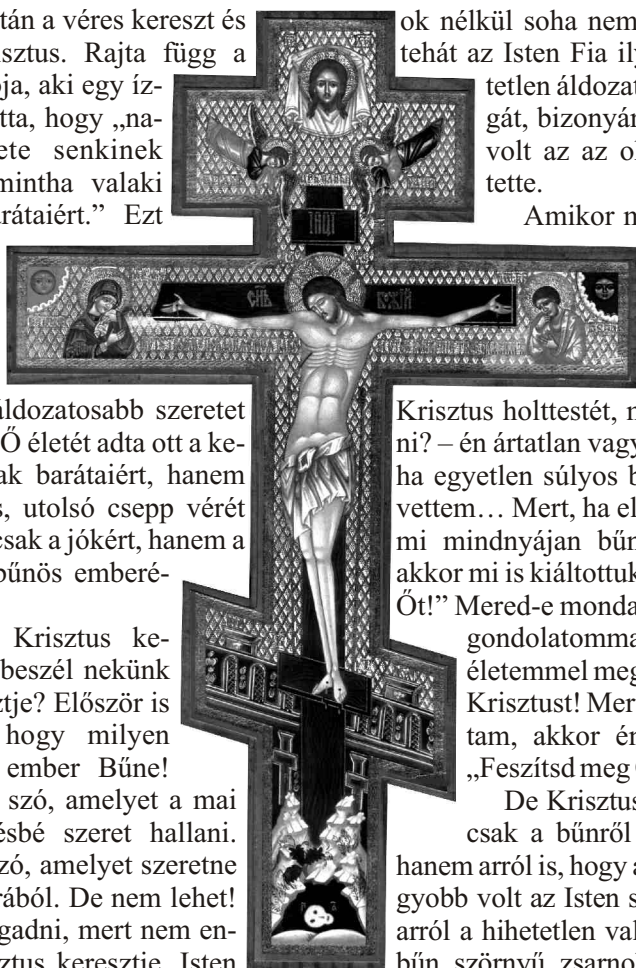 tán a véres kereszt és
sztus. Rajta függ a
ja, aki egy íz-
tta, hogy „na-
ete senkinek
mintha valaki
arátaiért.” Ezt
áldozatosabb szeretet
Ő életét adta ott a ke-
ak barátaiért, hanem
s, utolsó csepp vérét
csak a jókért, hanem a
bűnös emberé-
Krisztus ke-
beszél nekünk
ztje? Először is
hogy milyen
ember Bűne!
szó, amelyet a mai
ésbé szeret hallani.
zó, amelyet szeretne
rából. De nem lehet!
gadni, mert nem en-
ztus keresztje. Isten
ok nélkül soha nem
tehát az Isten Fia ily
tetlen áldozat
gát, bizonyár
volt az az ol
tette.
Amikor m
Krisztus holttestét, m
ni? – én ártatlan vagy
ha egyetlen súlyos b
vettem… Mert, ha el
mi mindnyájan bűn
akkor mi is kiáltottuk
Őt!” Mered-e monda
gondolatomma
életemmel meg
Krisztust! Mer
tam, akkor én
„Feszítsd meg
De Krisztus
csak a bűnről
hanem arról is, hogy a
gyobb volt az Isten s
arról a hihetetlen val
bűn szörnyű zsarno